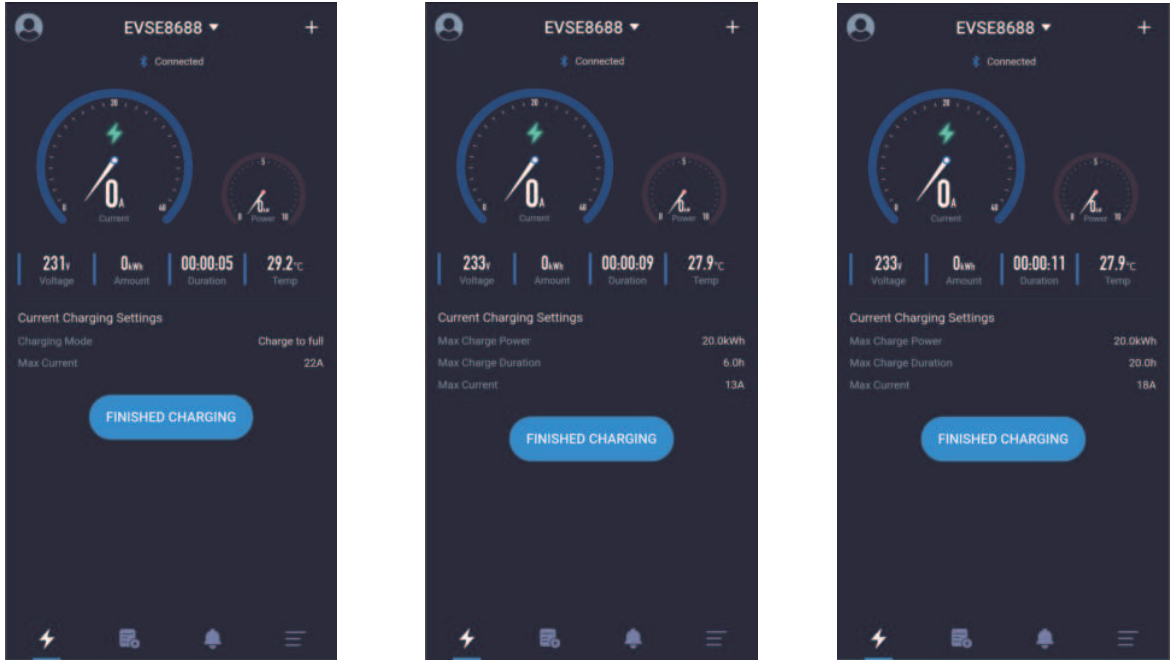 EVSE8688
Connected
20
0A
0 40
Current
5
0kW
0 Power 10
231V 0kWh 00:00:05 29.2°C
Voltage Amount Duration Temp
Current Charging Settings
Charging Mode Charge to full
Max Current 22A
FINISHED CHARGING
EVSE8688
Connected
20
0A
0 40
Current
5
0kW
0 Power 10
233V 0kWh 00:00:09 27.9°C
Voltage Amount Duration Temp
Current Charging Settings
Max Charge Power 20.0kWh
Max Charge Duration 6.0h
Max Current 13A
FINISHED CHARGING
EVSE8688
Connected
20
0A
0 40
Current
5
0kW
0 Power 10
233V 0kWh 00:00:11 27.9°C
Voltage Amount Duration Temp
Current Charging Settings
Max Charge Power 20.0kWh
Max Charge Duration 20.0h
Max Current 18A
FINISHED CHARGING